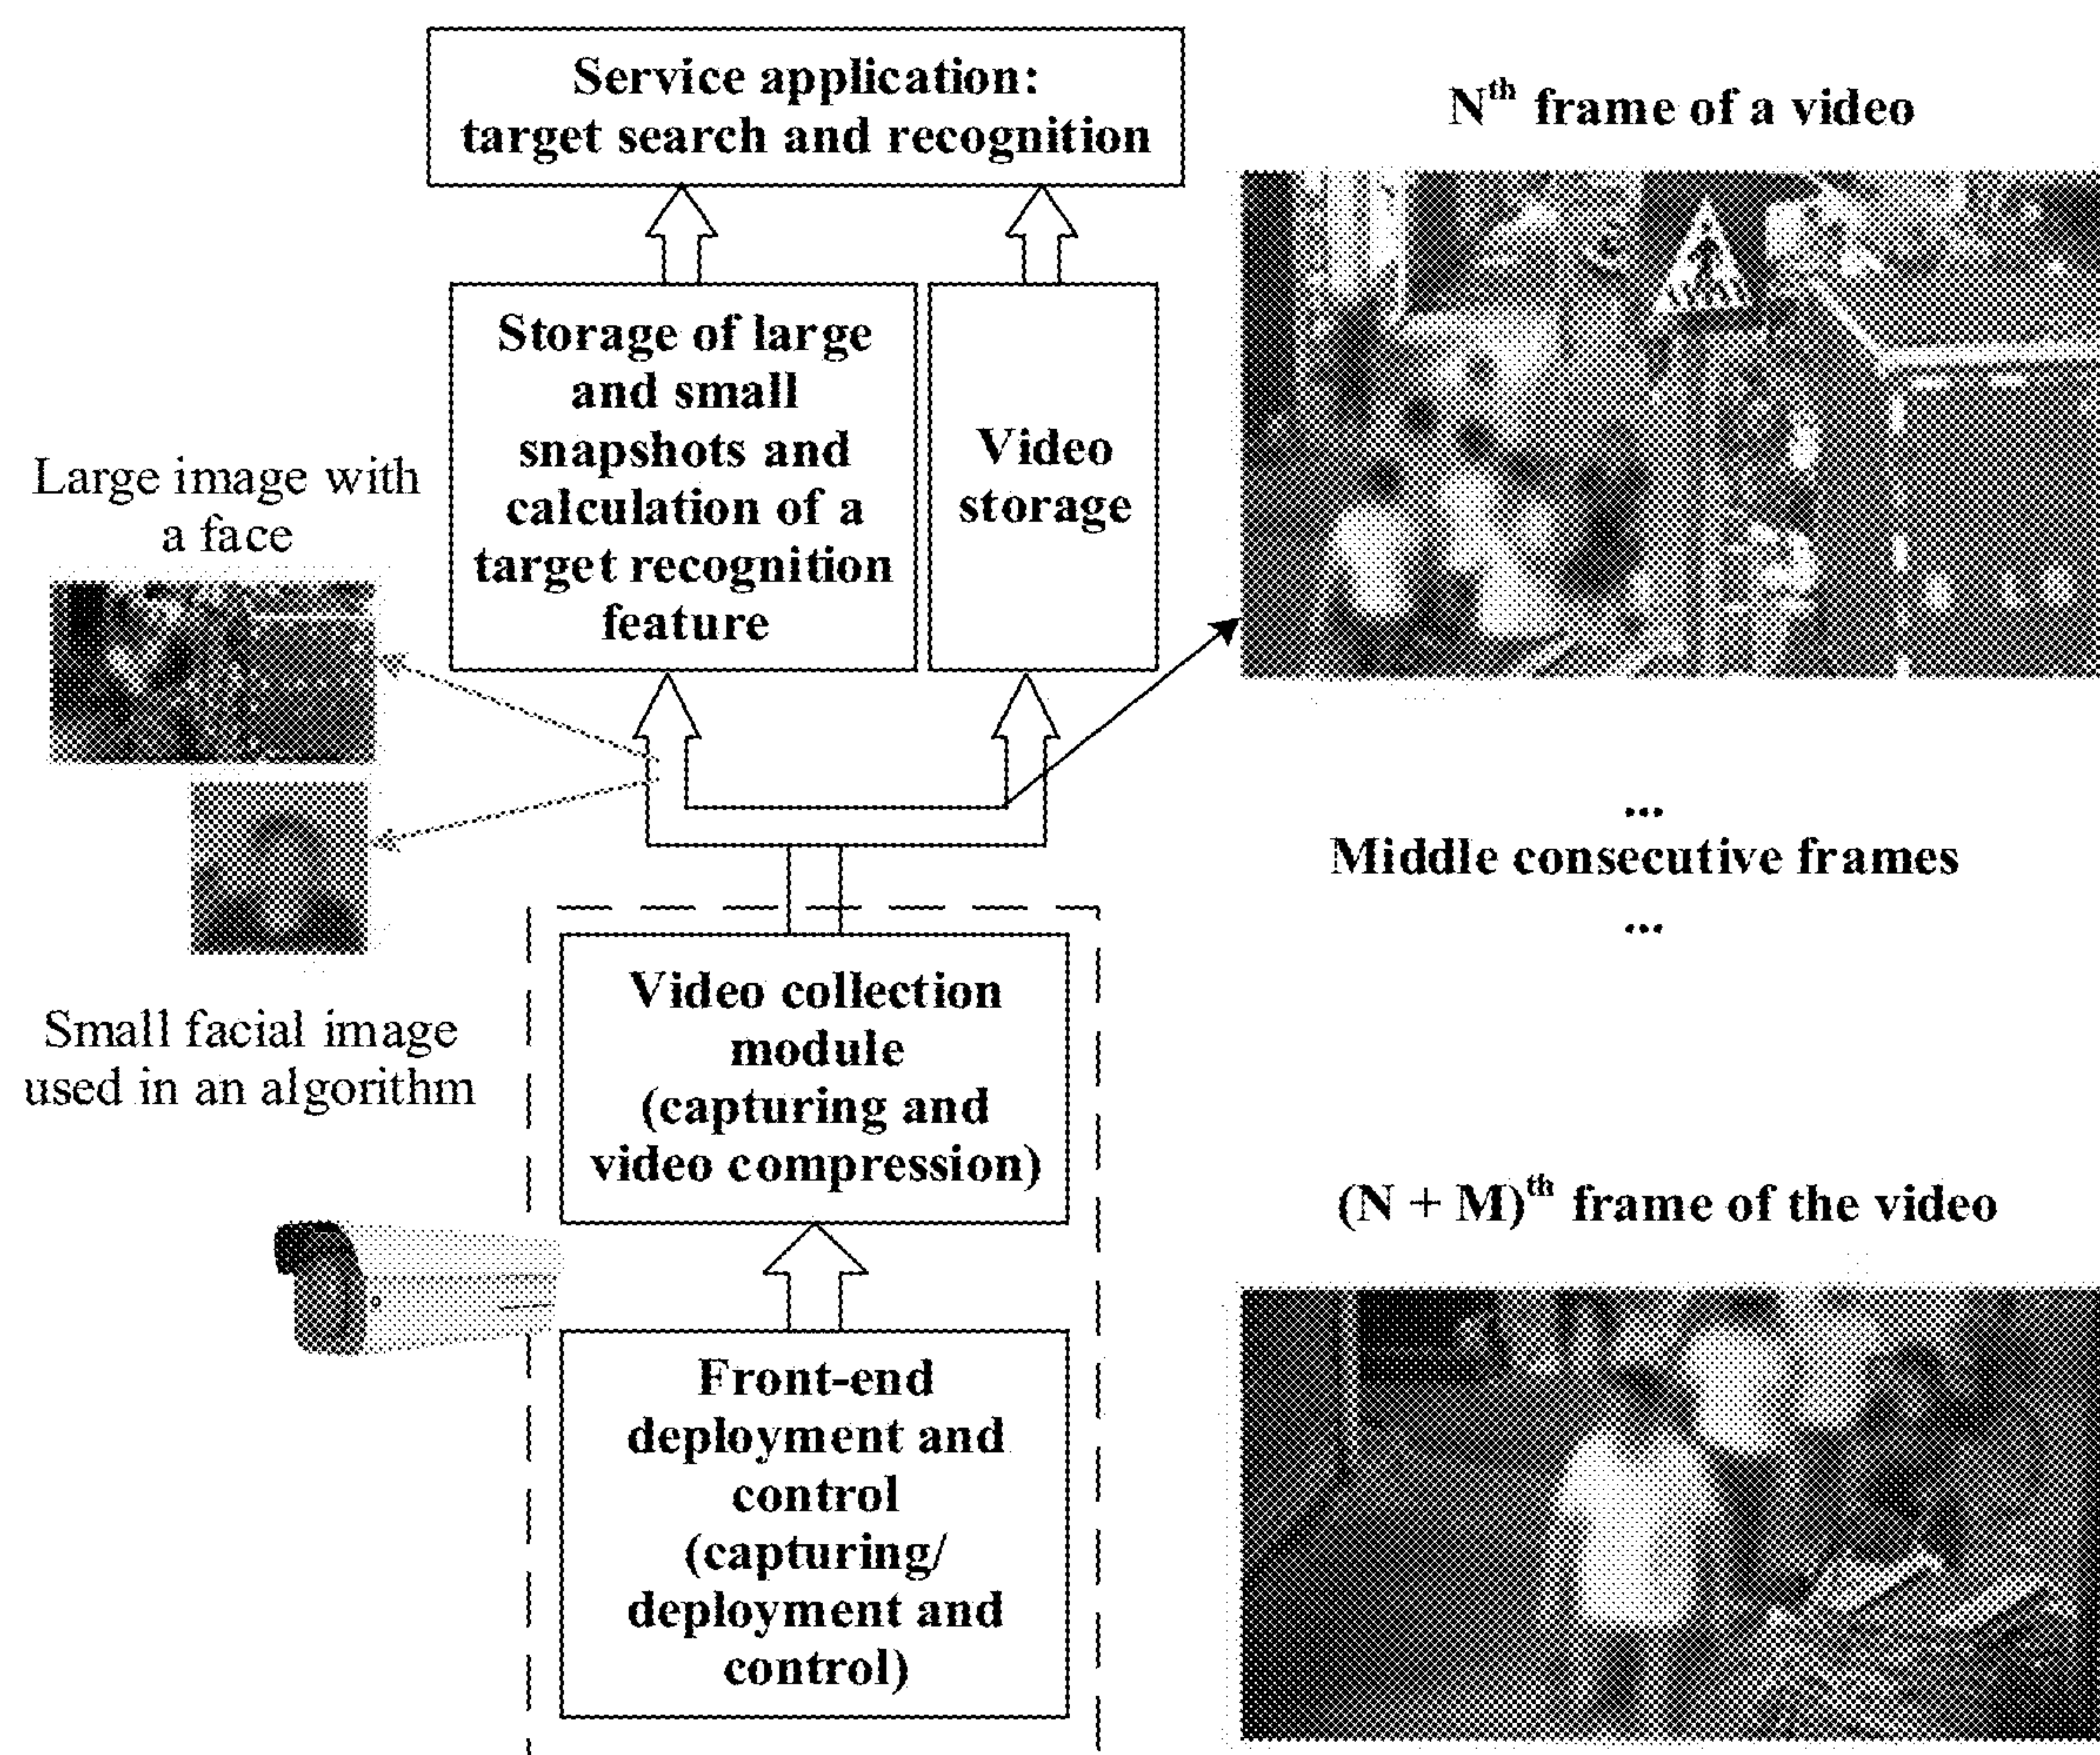 Service application:
target search and recognition
Storage of large
and small
snapshots and
calculation of a
target recognition
feature
Video
storage
Large image with
a face
Small facial image
used in an algorithm
Video collection
module
(capturing and
video compression)
Front-end
deployment and
control
(capturing/
deployment and
control)
Nth frame of a video
...
Middle consecutive frames
...
(N + M)th frame of the video